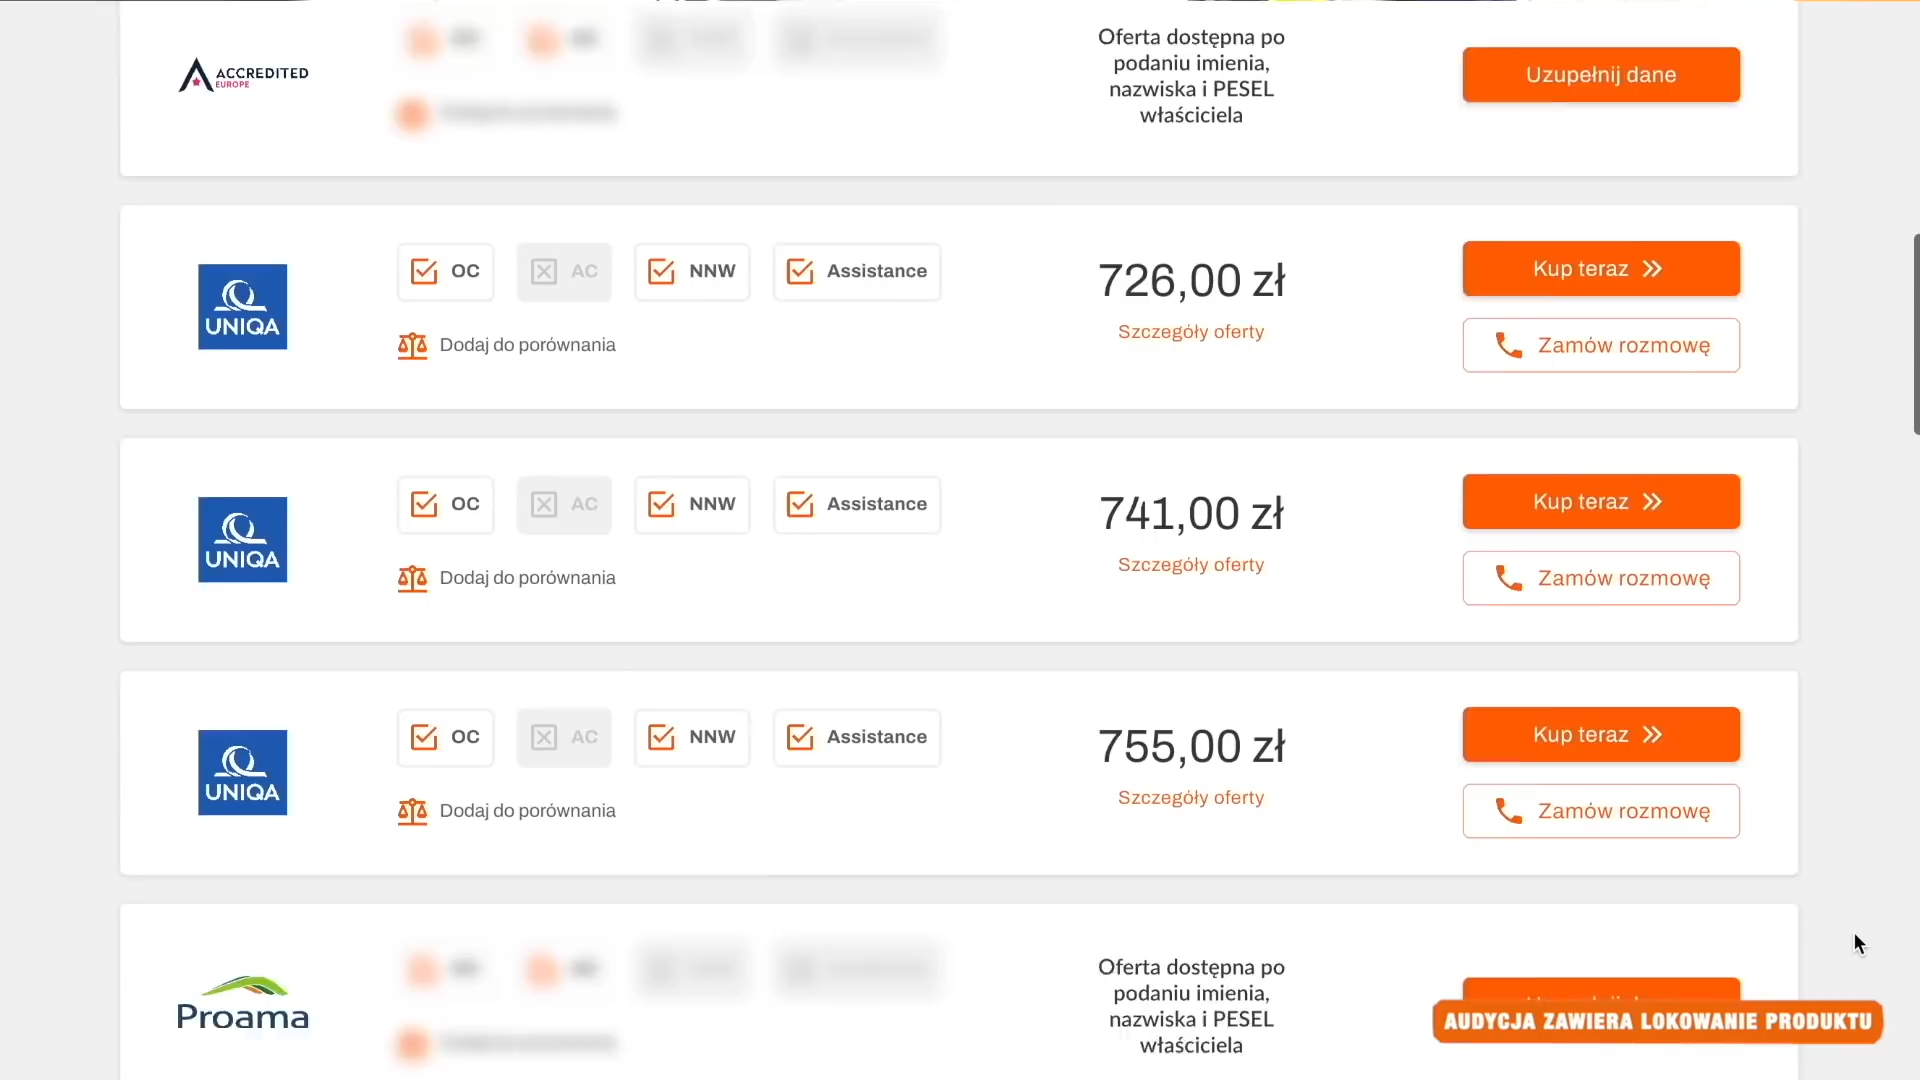 ACCREDITED
EUROPE
Oferta dostępna po
podaniu imienia,
nazwiska i PESEL
właściciela
Uzupełnij dane
UNIQA
OC
AC
NNW
Assistance
Dodaj do porównania
726,00 zł
Szczegóły oferty
Kup teraz
Zamów rozmowę
UNIQA
OC
AC
NNW
Assistance
Dodaj do porównania
741,00 zł
Szczegóły oferty
Kup teraz
Zamów rozmowę
UNIQA
OC
AC
NNW
Assistance
Dodaj do porównania
755,00 zł
Szczegóły oferty
Kup teraz
Zamów rozmowę
Proama
Oferta dostępna po
podaniu imienia,
nazwiska i PESEL
właściciela
AUDYCJA ZAWIERA LOKOWANIE PRODUKTU